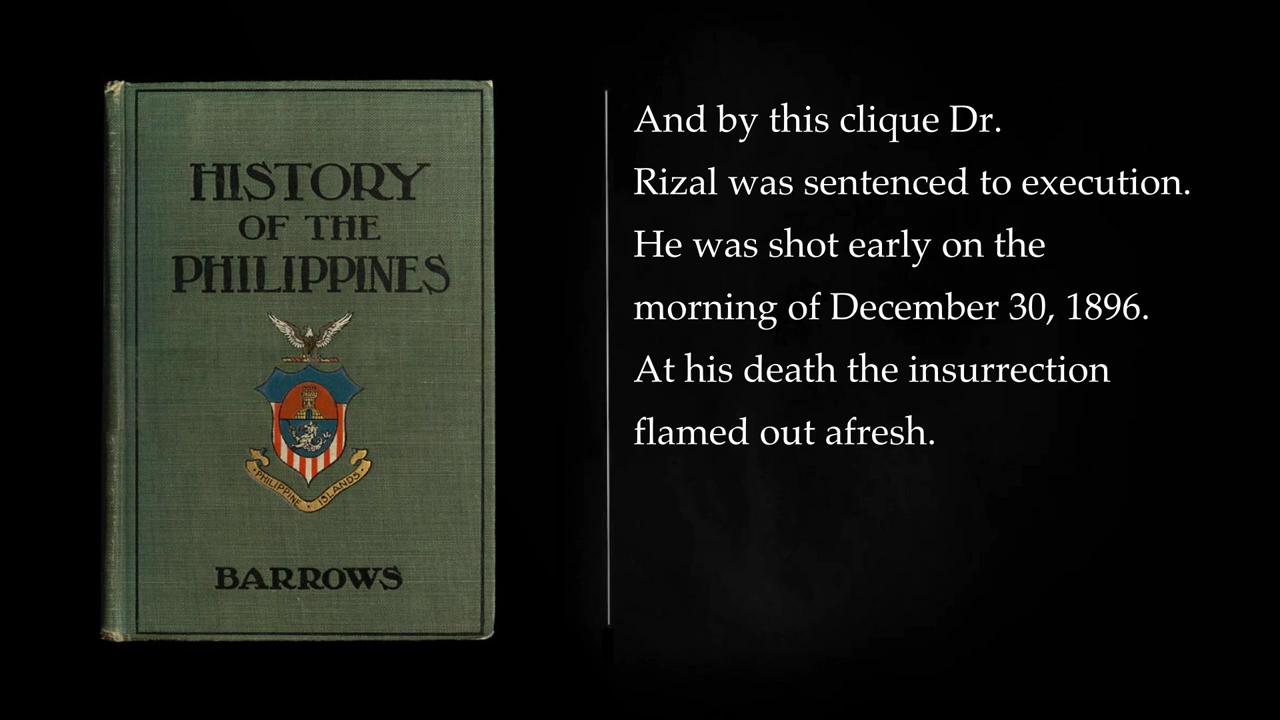 HISTORY
OF THE
PHILIPPINES
PHILIPPINE ISLANDS
BARROWS
And by this clique Dr.
Rizal was sentenced to execution.
He was shot early on the
morning of December 30, 1896.
At his death the insurrection
flamed out afresh.